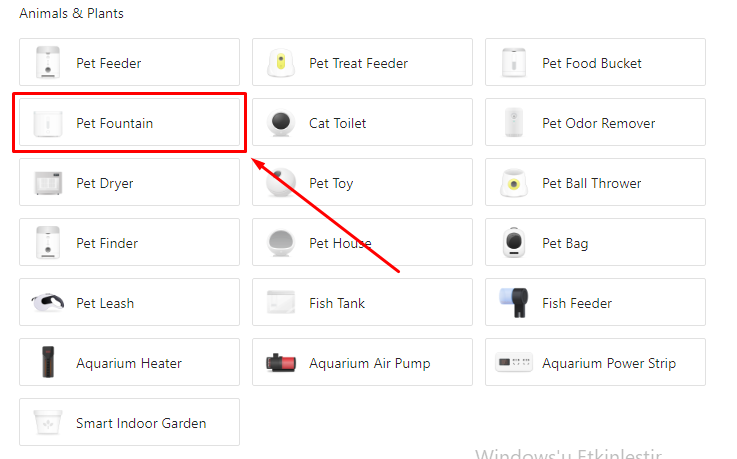 Animals & Plants
Pet Feeder
Pet Treat Feeder
Pet Food Bucket
Pet Fountain
Cat Toilet
Pet Odor Remover
Pet Dryer
Pet Toy
Pet Ball Thrower
Pet Finder
Pet House
Pet Bag
Pet Leash
Fish Tank
Fish Feeder
Aquarium Heater
Aquarium Air Pump
Aquarium Power Strip
Smart Indoor Garden
Windows'u Etkinleştir